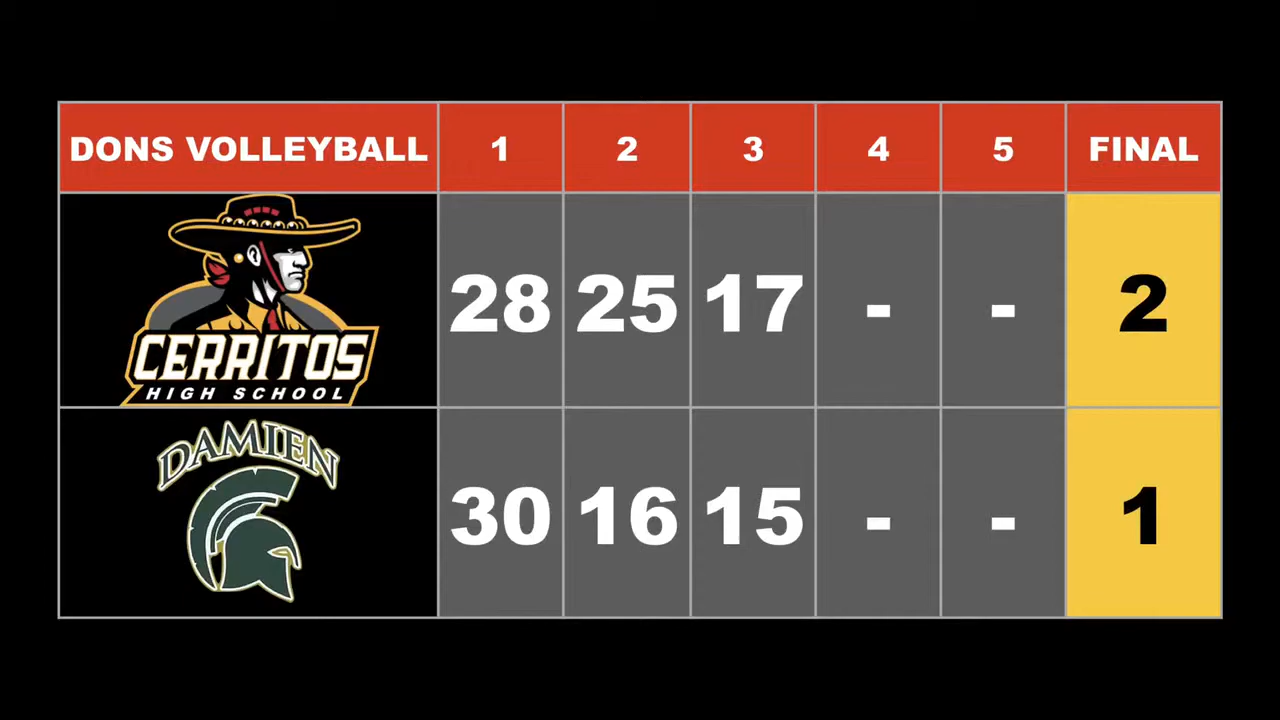 DONS VOLLEYBALL 1 2 3 4 5 FINAL
CERRITOS
HIGH SCHOOL
28 25 17 - - 2
DAMIEN
30 16 15 - - 1